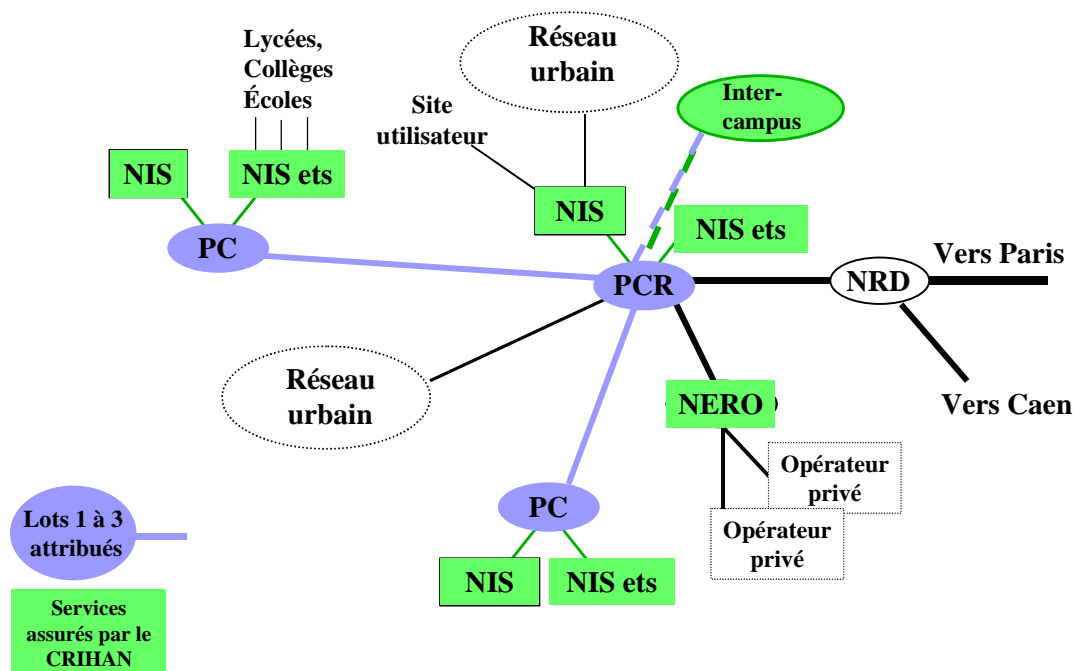 Lycées,
Collèges
Écoles
Réseau
urbain
Inter-
campus
Site
utilisateur
NIS
NIS ets
NIS
NIS ets
PC
PCR
NRD
Vers Paris
Vers Caen
Réseau
urbain
NERO
Opérateur
privé
Opérateur
privé
PC
NIS
NIS ets
Lots 1 à 3
attribués
Services
assurés par le
CRIHAN